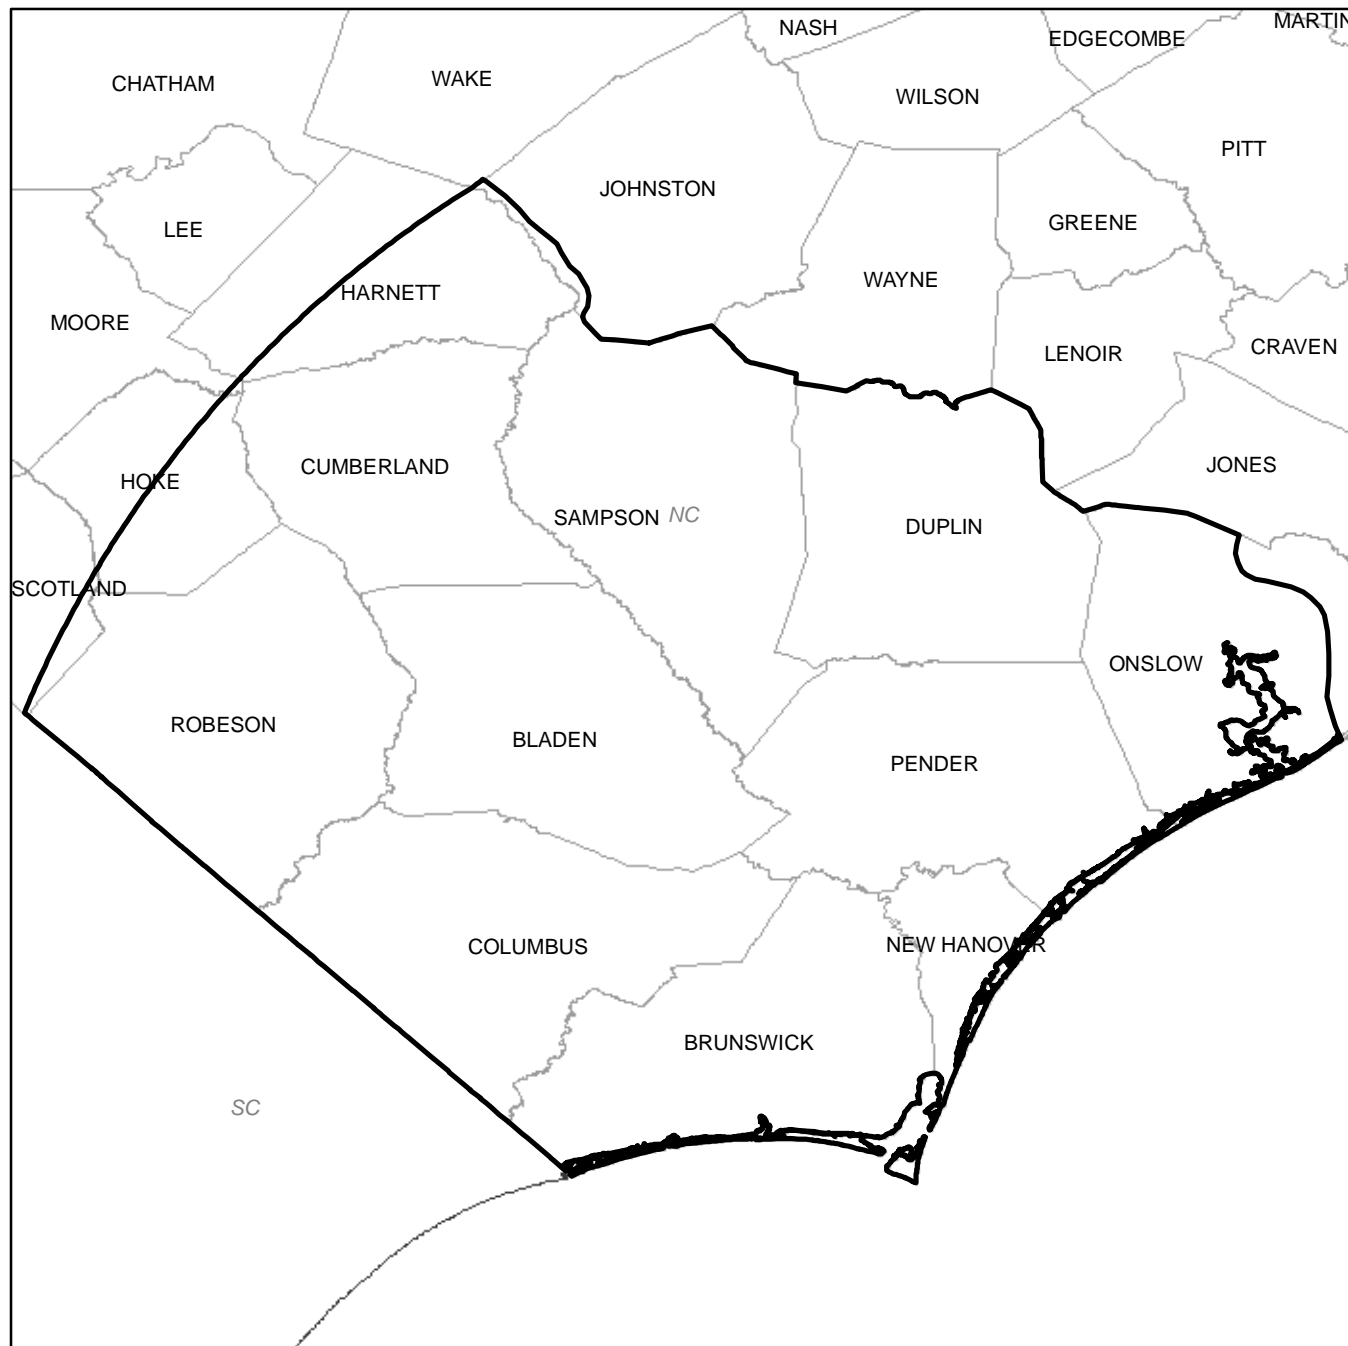 MARTIN
NASH
EDGECOMBE
CHATHAM
WAKE
WILSON
PITT
JOHNSTON
LEE
GREENE
WAYNE
HARNETT
MOORE
LENOIR
CRAVEN
CUMBERLAND
JONES
HOKE
SAMPSON NC
DUPLIN
SCOTLAND
ONSLOW
ROBESON
BLADEN
PENDER
COLUMBUS
NEW HANOVER
BRUNSWICK
SC